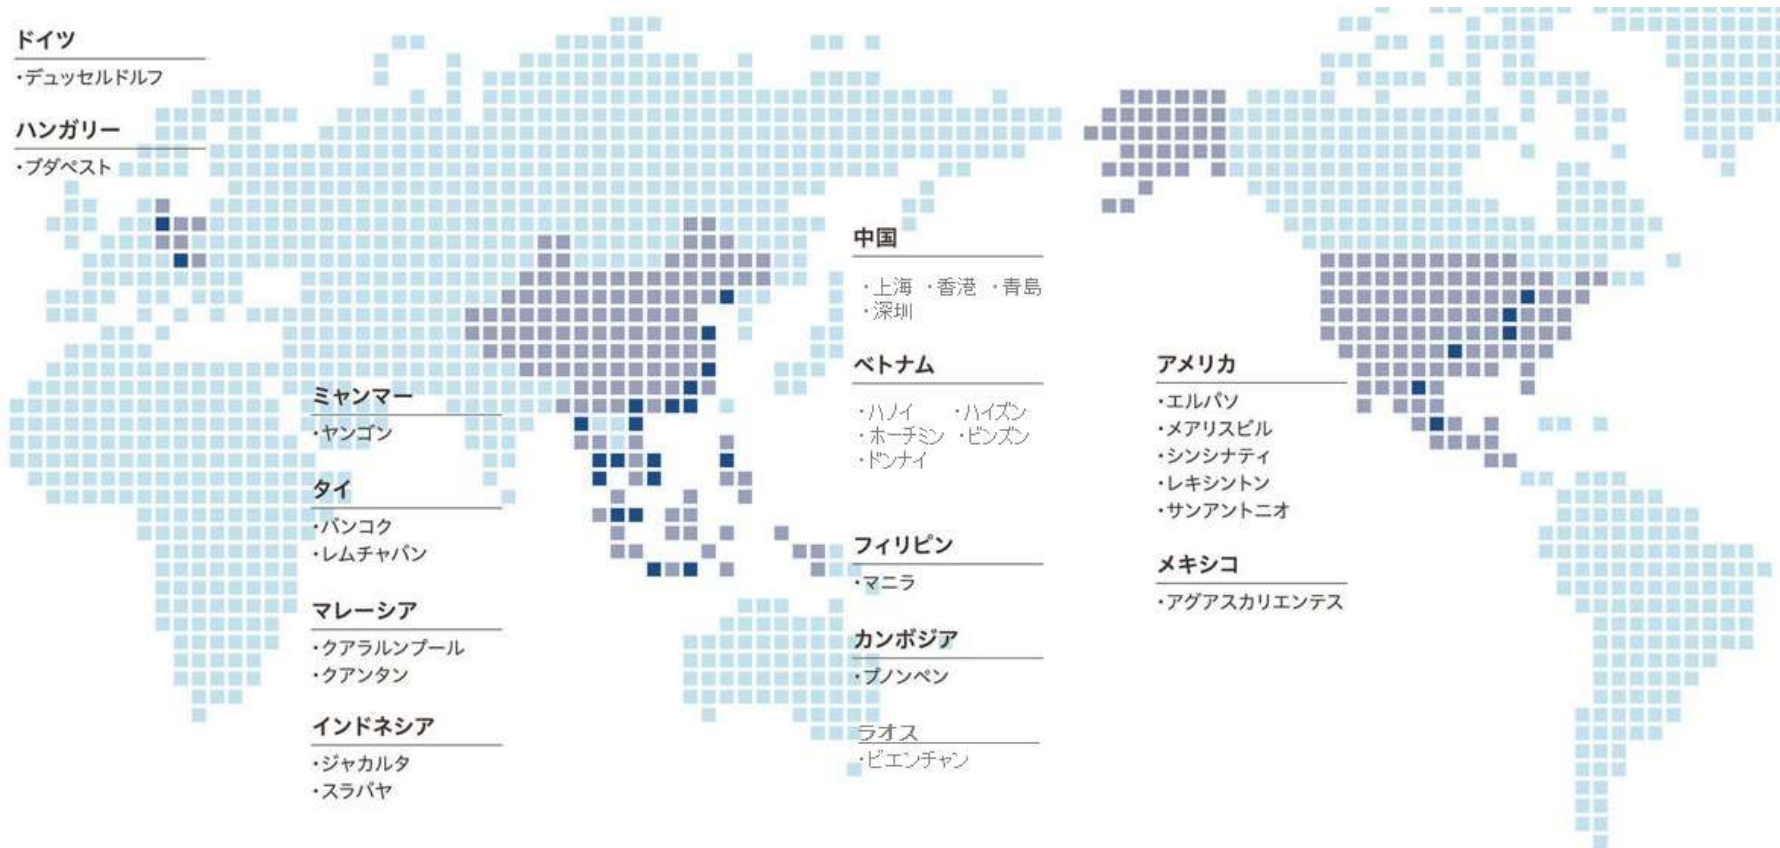 ドイツ
・デュッセルドルフ
ハンガリー
・ブダペスト
ミャンマー
・ヤンゴン
タイ
・バンコク
・レムチャバン
マレーシア
・クアラルンプール
・クアンタン
インドネシア
・ジャカルタ
・スラバヤ
中国
・上海 ・香港 ・青島
・深圳
ベトナム
・ハノイ ・ハイズン
・ホーチミン ・ビンズン
・ドンナイ
フィリピン
・マニラ
カンボジア
・プノンペン
ラオス
・ビエンチャン
アメリカ
・エルパソ
・メアリスビル
・シンシナティ
・レキシントン
・サンアントニオ
メキシコ
・アグアスカリエンテス